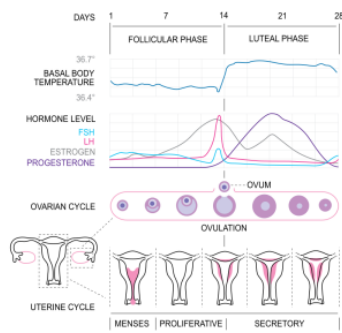 DAYS 1 7 14 21 28
FOLLICULAR PHASE LUTEAL PHASE
36.7°
BASAL BODY
TEMPERATURE
36.4°
HORMONE LEVEL
FSH
LH
ESTROGEN
PROGESTERONE
OVUM
OVARIAN CYCLE
OVULATION
UTERINE CYCLE
MENSES PROLIFERATIVE SECRETORY